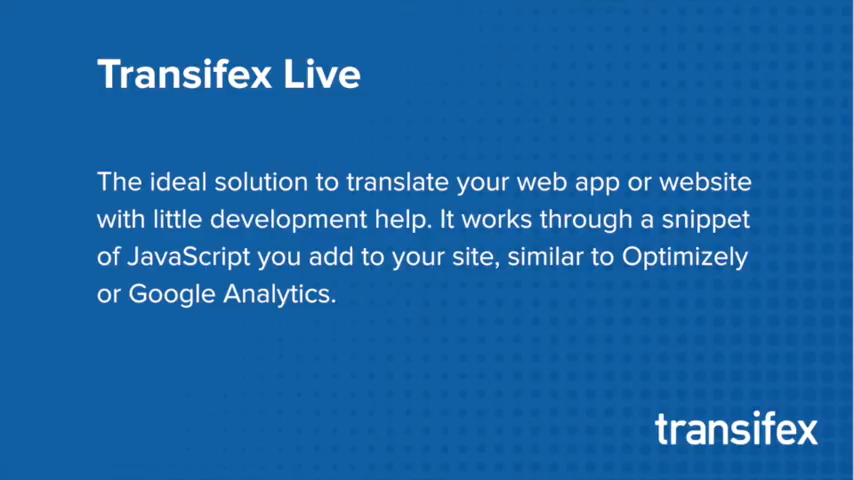 Transifex Live
The ideal solution to translate your web app or website
with little development help. It works through a snippet
of JavaScript you add to your site, similar to Optimizely
or Google Analytics.
transifex